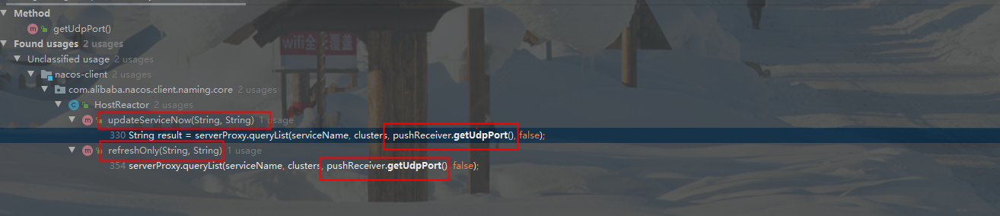 Method
getUdpPort()
Found usages 2 usages
Unclassified usage 2 usages
nacos-client 2 usages
com.alibaba.nacos.client.naming.core 2 usages
HostReactor 2 usages
updateServiceNow(String, String) 1 usage
330 String result = serverProxy.queryList(serviceName, clusters, pushReceiver.getUdpPort(), false);
refreshOnly(String, String) 1 usage
354 serverProxy.queryList(serviceName, clusters, pushReceiver.getUdpPort(), false);
wifi全天覆盖